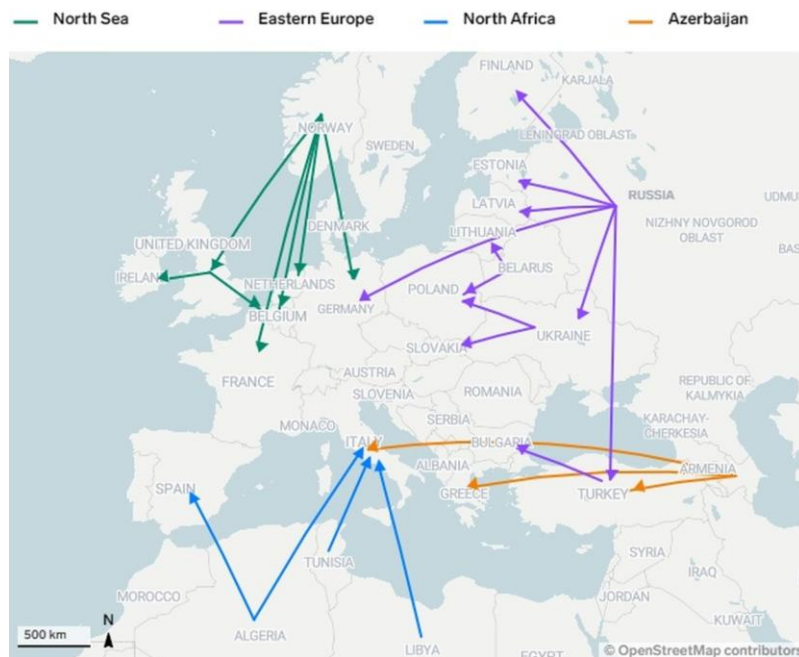 North Sea
Eastern Europe
North Africa
Azerbaijan
FINLAND
KARJALA
NORWAY
SWEDEN
LENINGRAD OBLAST
ESTONIA
RUSSIA
UDMU
LATVIA
NIZHNY NOVGOROD
OBLAST
DENMARK
LITHUANIA
BAS
UNITED KINGDOM
BELARUS
IRELAN
NETHERLANDS
POLAND
GERMANY
BELGIUM
UKRAINE
SLOVAKIA
AUSTRIA
FRANCE
SLOVENIA
ROMANIA
REPUBLIC OF
KALMYKIA
MONACO
SERBIA
KARACHAY-
CHERKESIA
ITALY
BULGARIA
ALBANIA
ARMENIA
SPAIN
GREECE
TURKEY
TUNISIA
SYRIA
IRAQ
MOROCCO
JORDAN
KUWAIT
500 km
N
ALGERIA
LIBYA
EGYPT
© OpenStreetMap contributors